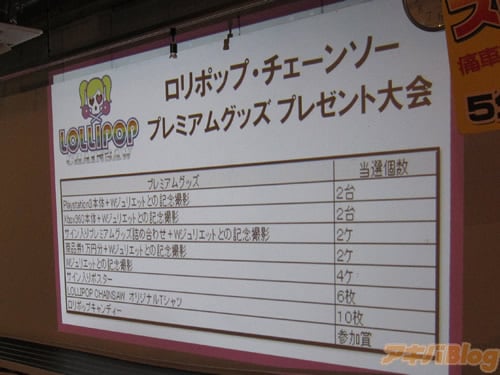 ロリポップ・チェーンソー
プレミアムグッズ プレゼント大会
LOLLIPOP
CHAINSAW
プレミアムグッズ 当選個数
Playstation3本体+Wジュリエットとの記念撮影 2台
Xbox360本体+Wジュリエットとの記念撮影 2台
サイン入りプレミアムグッズ詰め合わせ+Wジュリエットとの記念撮影 2ケ
商品券1万円分+Wジュリエットとの記念撮影 2ケ
Wジュリエットとの記念撮影 4ケ
サイン入りポスター 6枚
LOLLIPOP CHAINSAW オリジナルTシャツ 10枚
ロリポップキャンディー 参加賞
痛車
アキバBlog